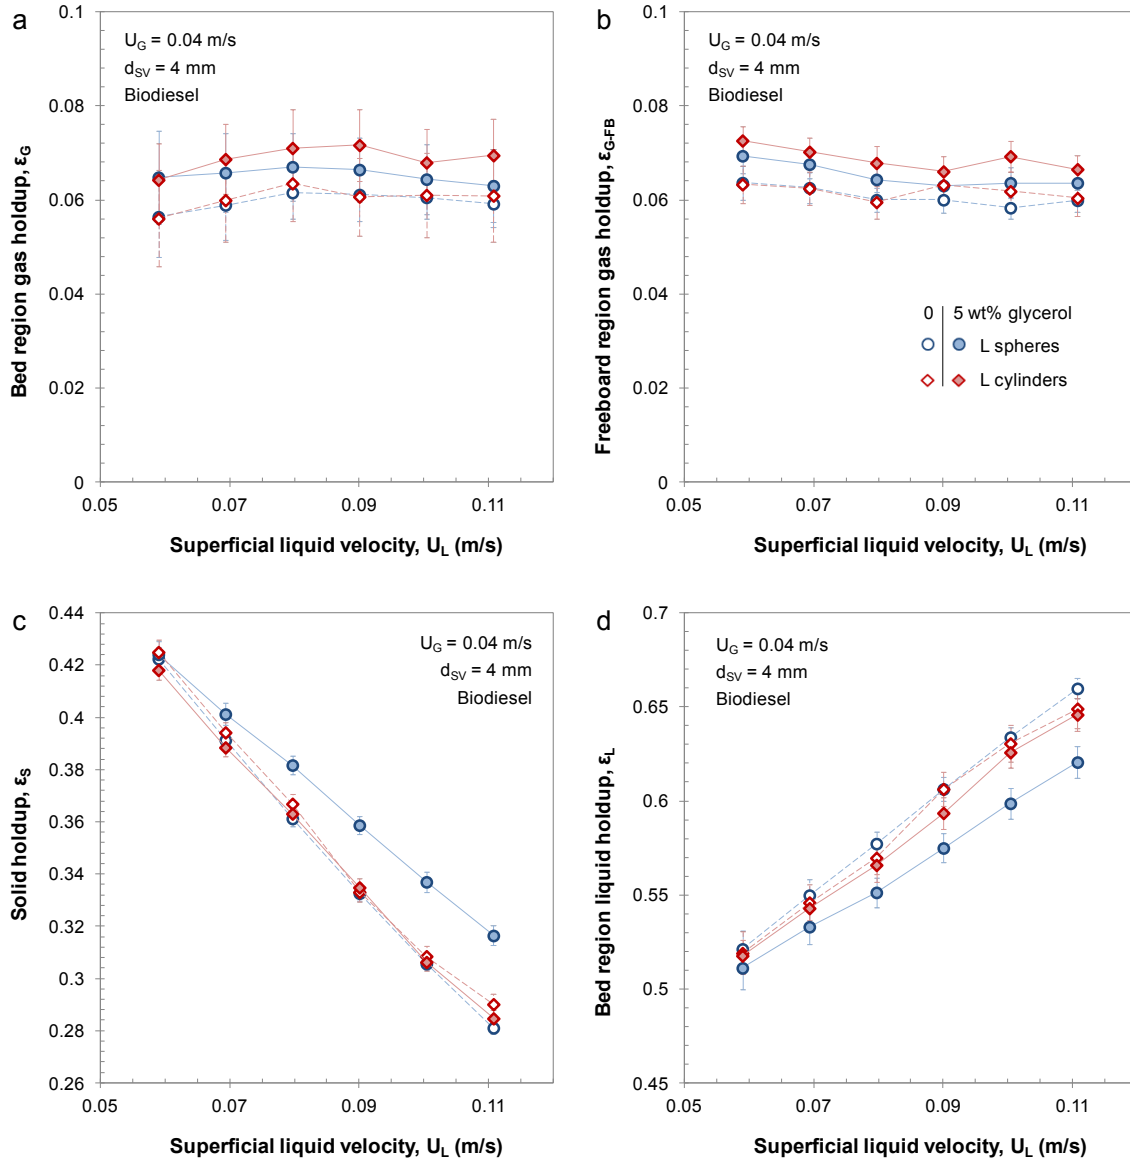 a
U_G = 0.04 m/s
d_SV = 4 mm
Biodiesel
0.1
0.08
0.06
0.04
0.02
0
0.05
0.07
0.09
0.11
Bed region gas holdup, ε_G
Superficial liquid velocity, U_L (m/s)
b
U_G = 0.04 m/s
d_SV = 4 mm
Biodiesel
0.1
0.08
0.06
0.04
0.02
0
0.05
0.07
0.09
0.11
Freeboard region gas holdup, ε_G-FB
Superficial liquid velocity, U_L (m/s)
0 5 wt% glycerol
L spheres
L cylinders
c
U_G = 0.04 m/s
d_SV = 4 mm
Biodiesel
0.44
0.42
0.4
0.38
0.36
0.34
0.32
0.3
0.28
0.26
0.05
0.07
0.09
0.11
Solid holdup, ε_S
Superficial liquid velocity, U_L (m/s)
d
U_G = 0.04 m/s
d_SV = 4 mm
Biodiesel
0.7
0.65
0.6
0.55
0.5
0.45
0.05
0.07
0.09
0.11
Bed region liquid holdup, ε_L
Superficial liquid velocity, U_L (m/s)